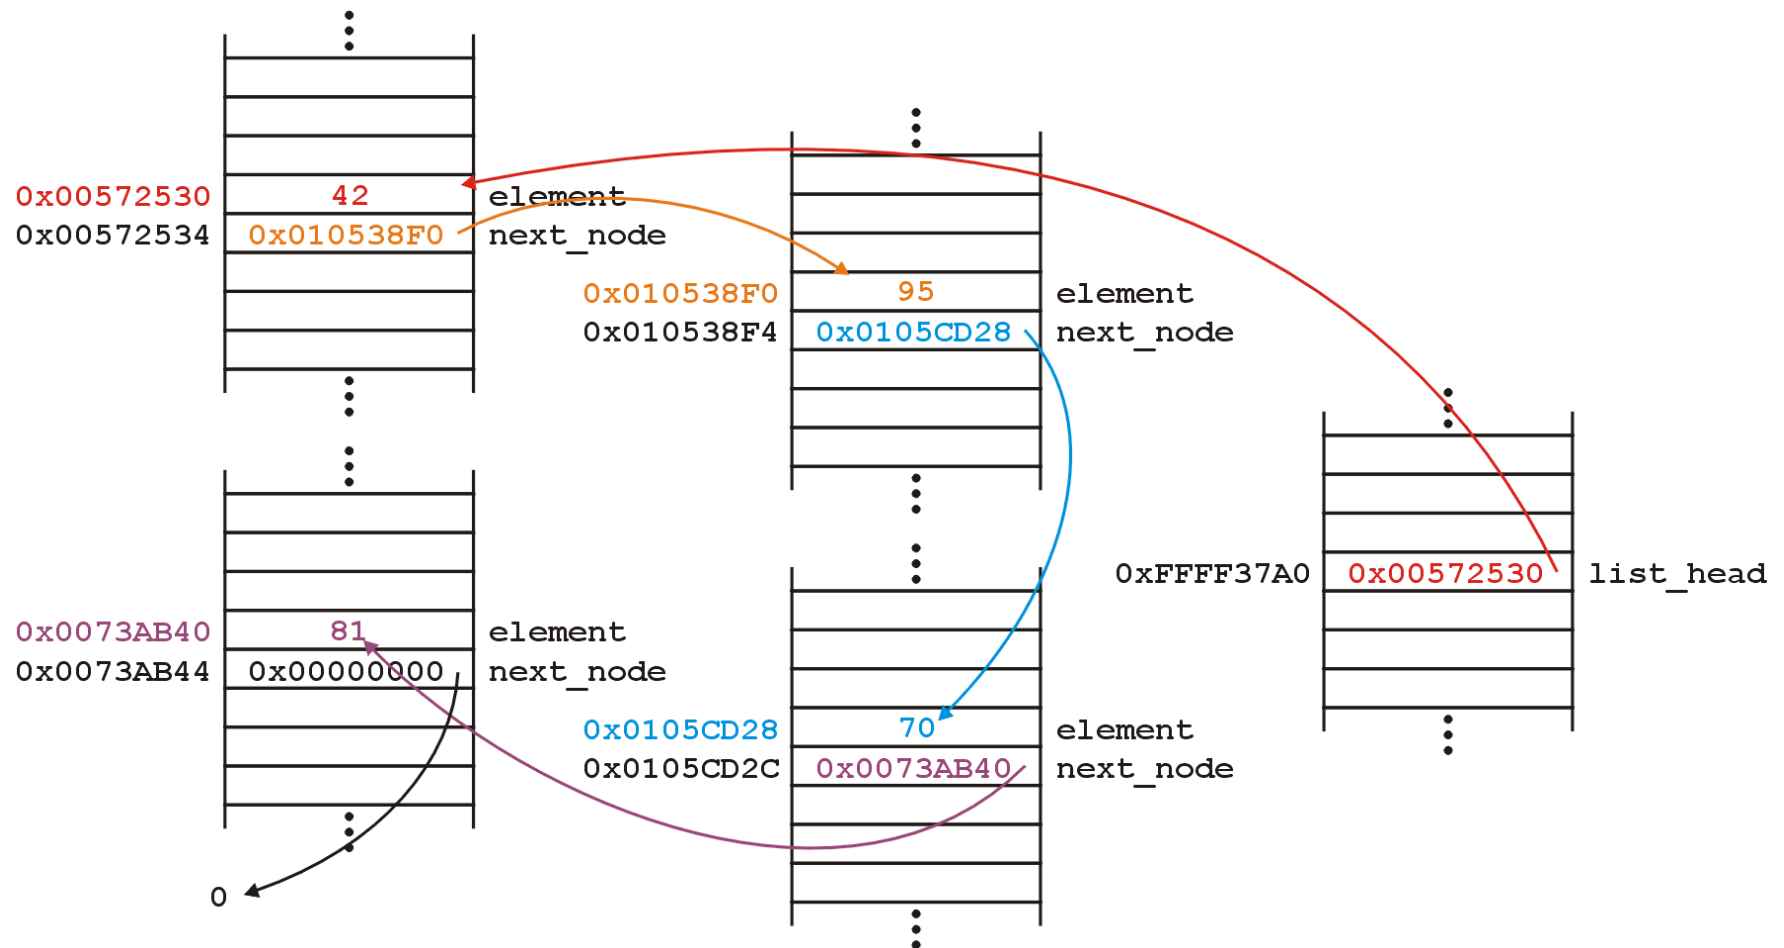 0x00572530 42 element
0x00572534 0x010538F0 next_node
0x010538F0 95 element
0x010538F4 0x0105CD28 next_node
0xFFFF37A0 0x00572530 list_head
0x0073AB40 81 element
0x0073AB44 0x00000000 next_node
0x0105CD28 70 element
0x0105CD2C 0x0073AB40 next_node
0